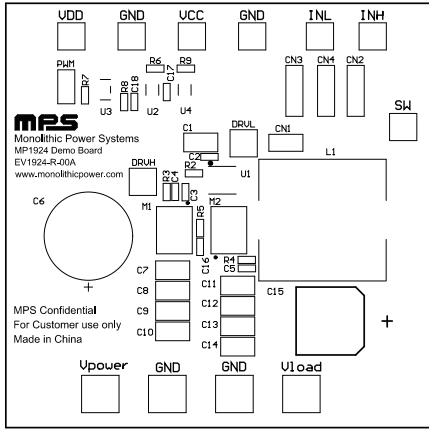 VDD GND VCC GND INL INH
PWM R7 R8 C18 R6 C17 R9 CN3 CN4 CN2
U3 U2 U4
SW
MPS
Monolithic Power Systems
MP1924 Demo Board
EV1924-R-00A
www.monolithicpower.com
C1 DRVL CN1
C2 L1
DRVH R2 U1
R3 C4 C3
C6 M1 R5 M2
C16 R4
C5
C7 C11 C15
C8 C12
C9 C13
C10 C14
+
+
MPS Confidential
For Customer use only
Made in China
Vpower GND GND Vload